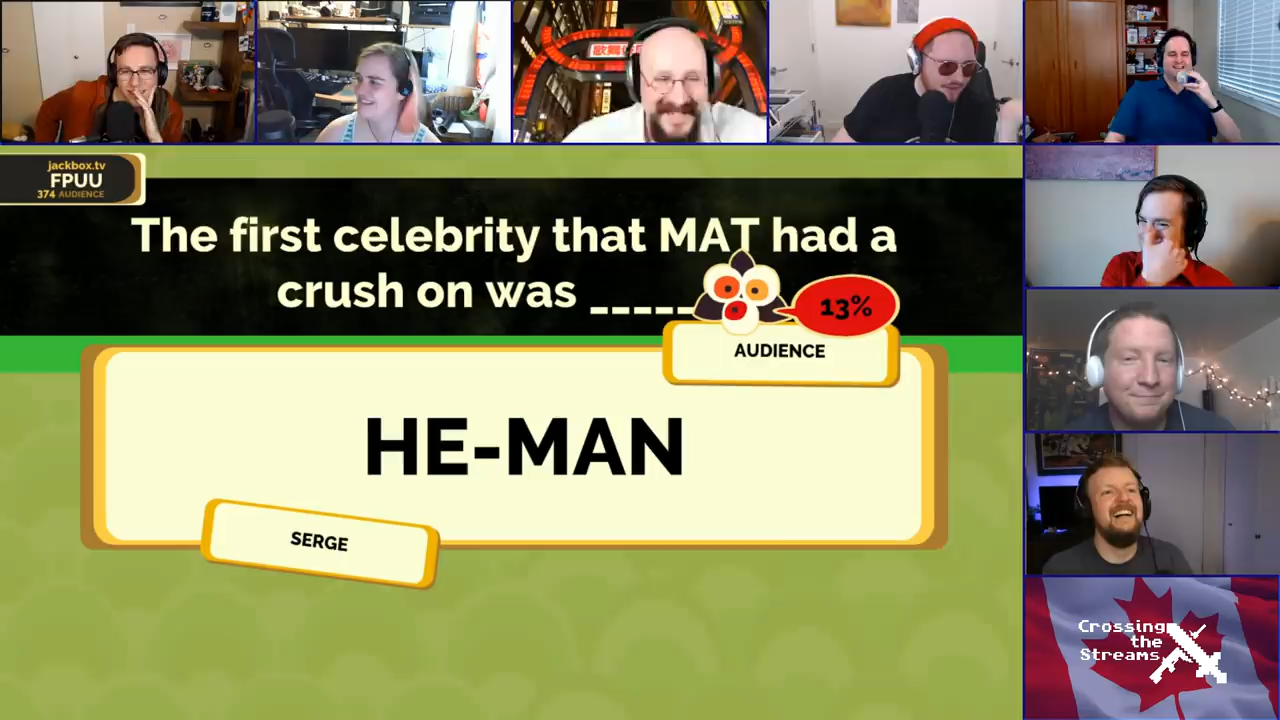 jackbox.tv
FPUU
374 AUDIENCE
The first celebrity that MAT had a
crush on was _____
13%
AUDIENCE
HE-MAN
SERGE
Crossing
the
Streams